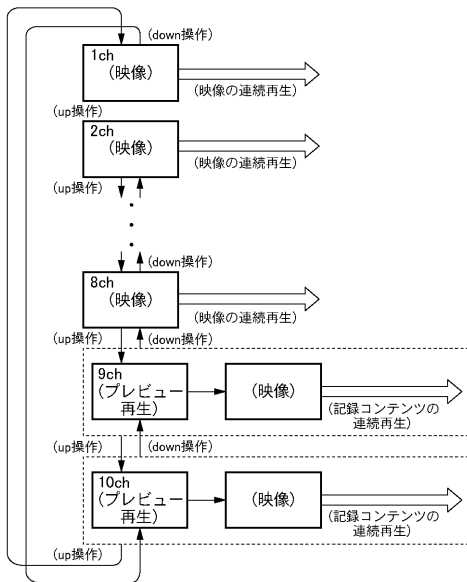 (down操作)
1ch
(映像)
(映像の連続再生)
(up操作)
2ch
(映像)
(映像の連続再生)
(up操作)
(down操作)
8ch
(映像)
(映像の連続再生)
(up操作)
(down操作)
9ch
(プレビュー
再生)
(映像)
(記録コンテンツの
連続再生)
(up操作)
(down操作)
10ch
(プレビュー
再生)
(映像)
(記録コンテンツの
連続再生)
(up操作)